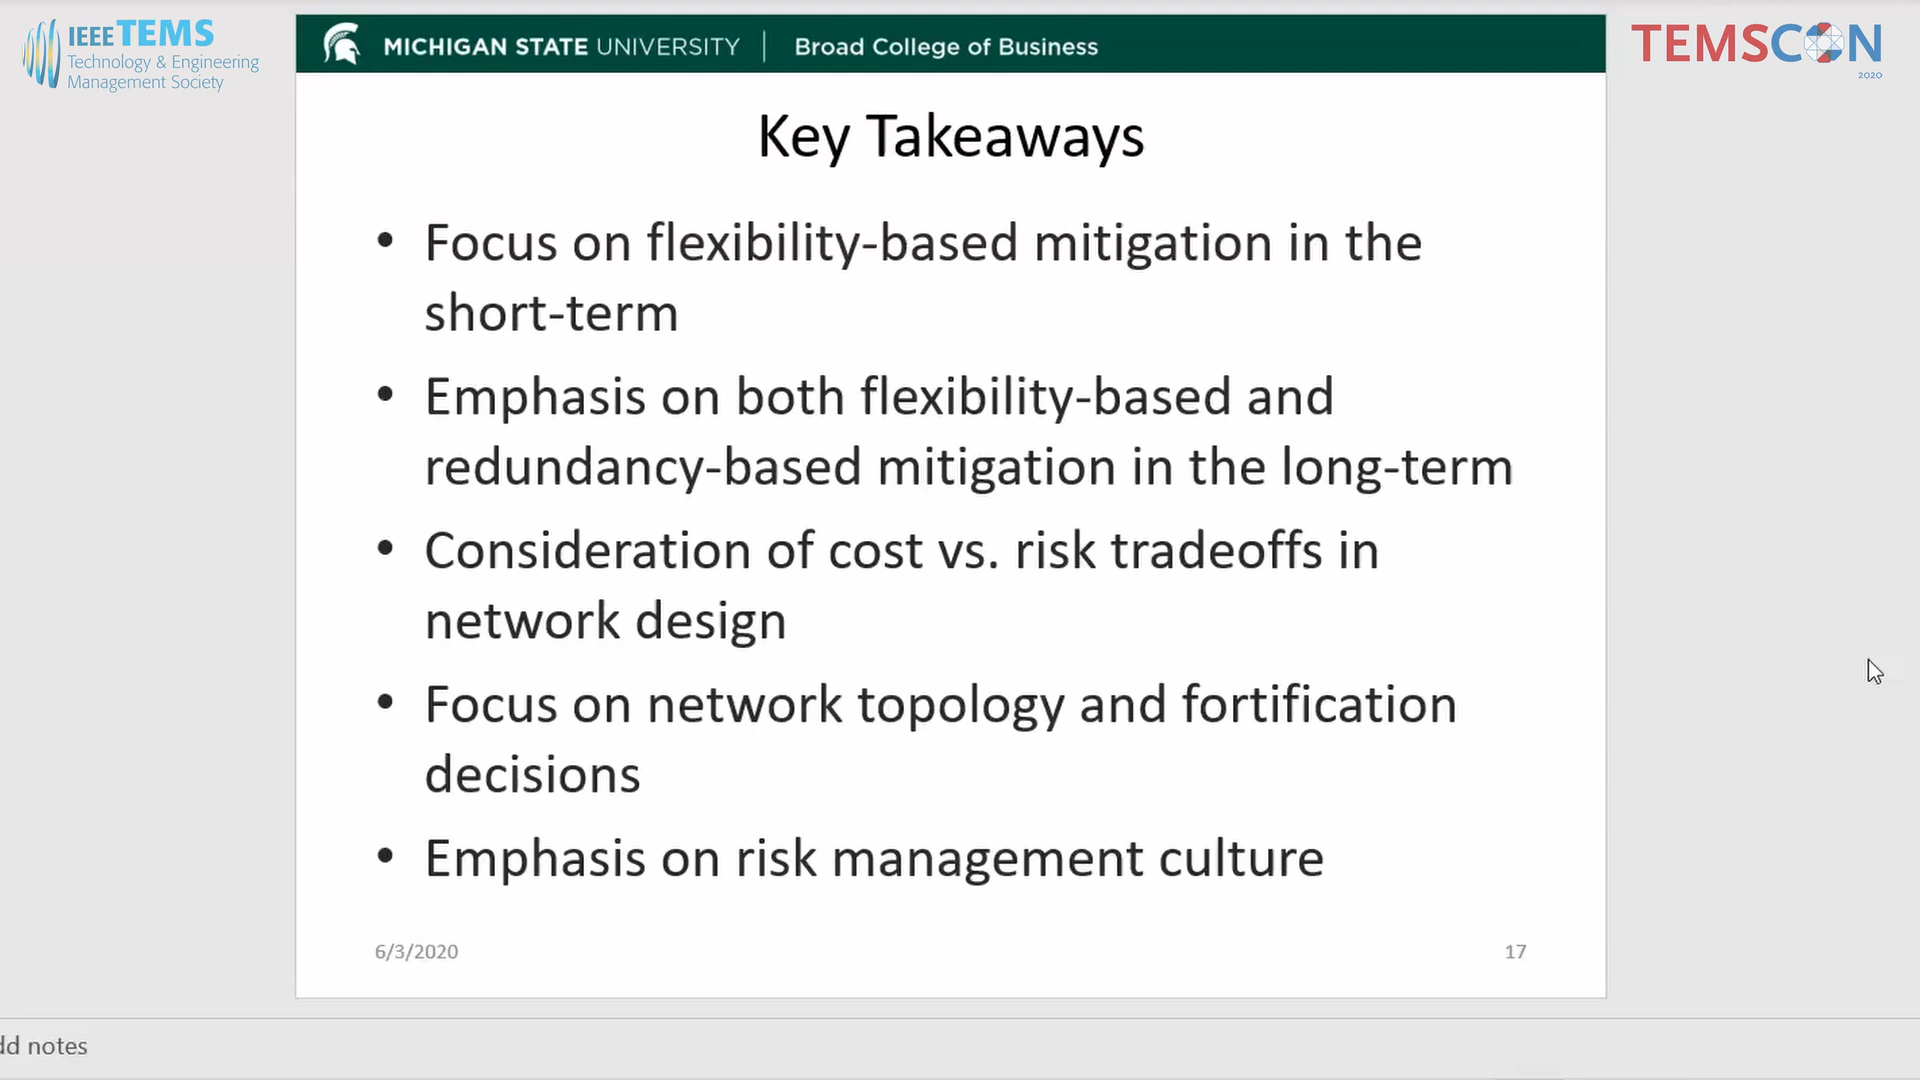 IEEE TEMS
Technology & Engineering
Management Society
MICHIGAN STATE UNIVERSITY | Broad College of Business
TEMSCON
2020
Key Takeaways
• Focus on flexibility-based mitigation in the
short-term
• Emphasis on both flexibility-based and
redundancy-based mitigation in the long-term
• Consideration of cost vs. risk tradeoffs in
network design
• Focus on network topology and fortification
decisions
• Emphasis on risk management culture
6/3/2020
17
dd notes